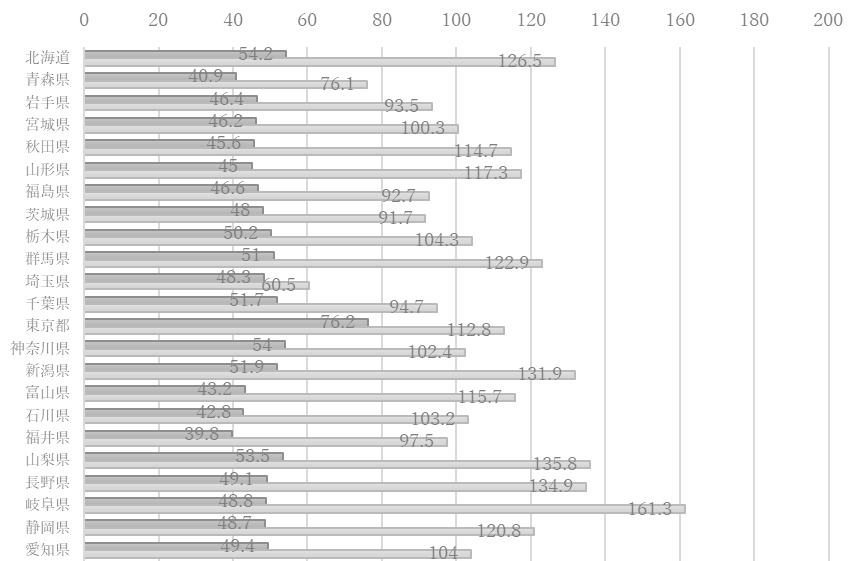 0 20 40 60 80 100 120 140 160 180 200
北海道 54.2 126.5
青森県 40.9 76.1
岩手県 46.4 93.5
宮城県 46.2 100.3
秋田県 45.6 114.7
山形県 45 117.3
福島県 46.6 92.7
茨城県 48 91.7
栃木県 50.2 104.3
群馬県 51 122.9
埼玉県 48.3 60.5
千葉県 51.7 94.7
東京都 76.2 112.8
神奈川県 54 102.4
新潟県 51.9 131.9
富山県 43.2 115.7
石川県 42.8 103.2
福井県 39.8 97.5
山梨県 53.5 135.8
長野県 49.1 134.9
岐阜県 48.8 161.3
静岡県 48.7 120.8
愛知県 49.4 104